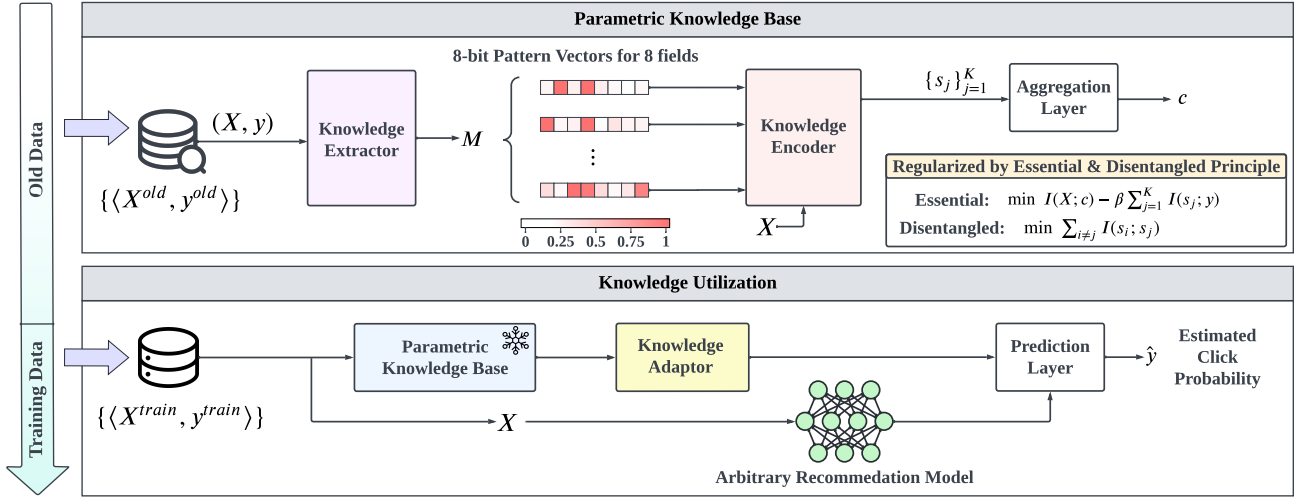 Old Data
Training Data
Parametric Knowledge Base
{⟨X^{old}, y^{old}⟩}
(X, y)
Knowledge
Extractor
M
8-bit Pattern Vectors for 8 fields
⋮
0 0.25 0.5 0.75 1
Knowledge
Encoder
X
{s_j}_{j=1}^{K}
Aggregation
Layer
c
Regularized by Essential & Disentangled Principle
Essential: min I(X; c) − β ∑_{j=1}^{K} I(s_j; y)
Disentangled: min ∑_{i≠j} I(s_i; s_j)
Knowledge Utilization
{⟨X^{train}, y^{train}⟩}
Parametric
Knowledge Base
Knowledge
Adaptor
X
Arbitrary Recommedation Model
Prediction
Layer
ŷ
Estimated
Click
Probability